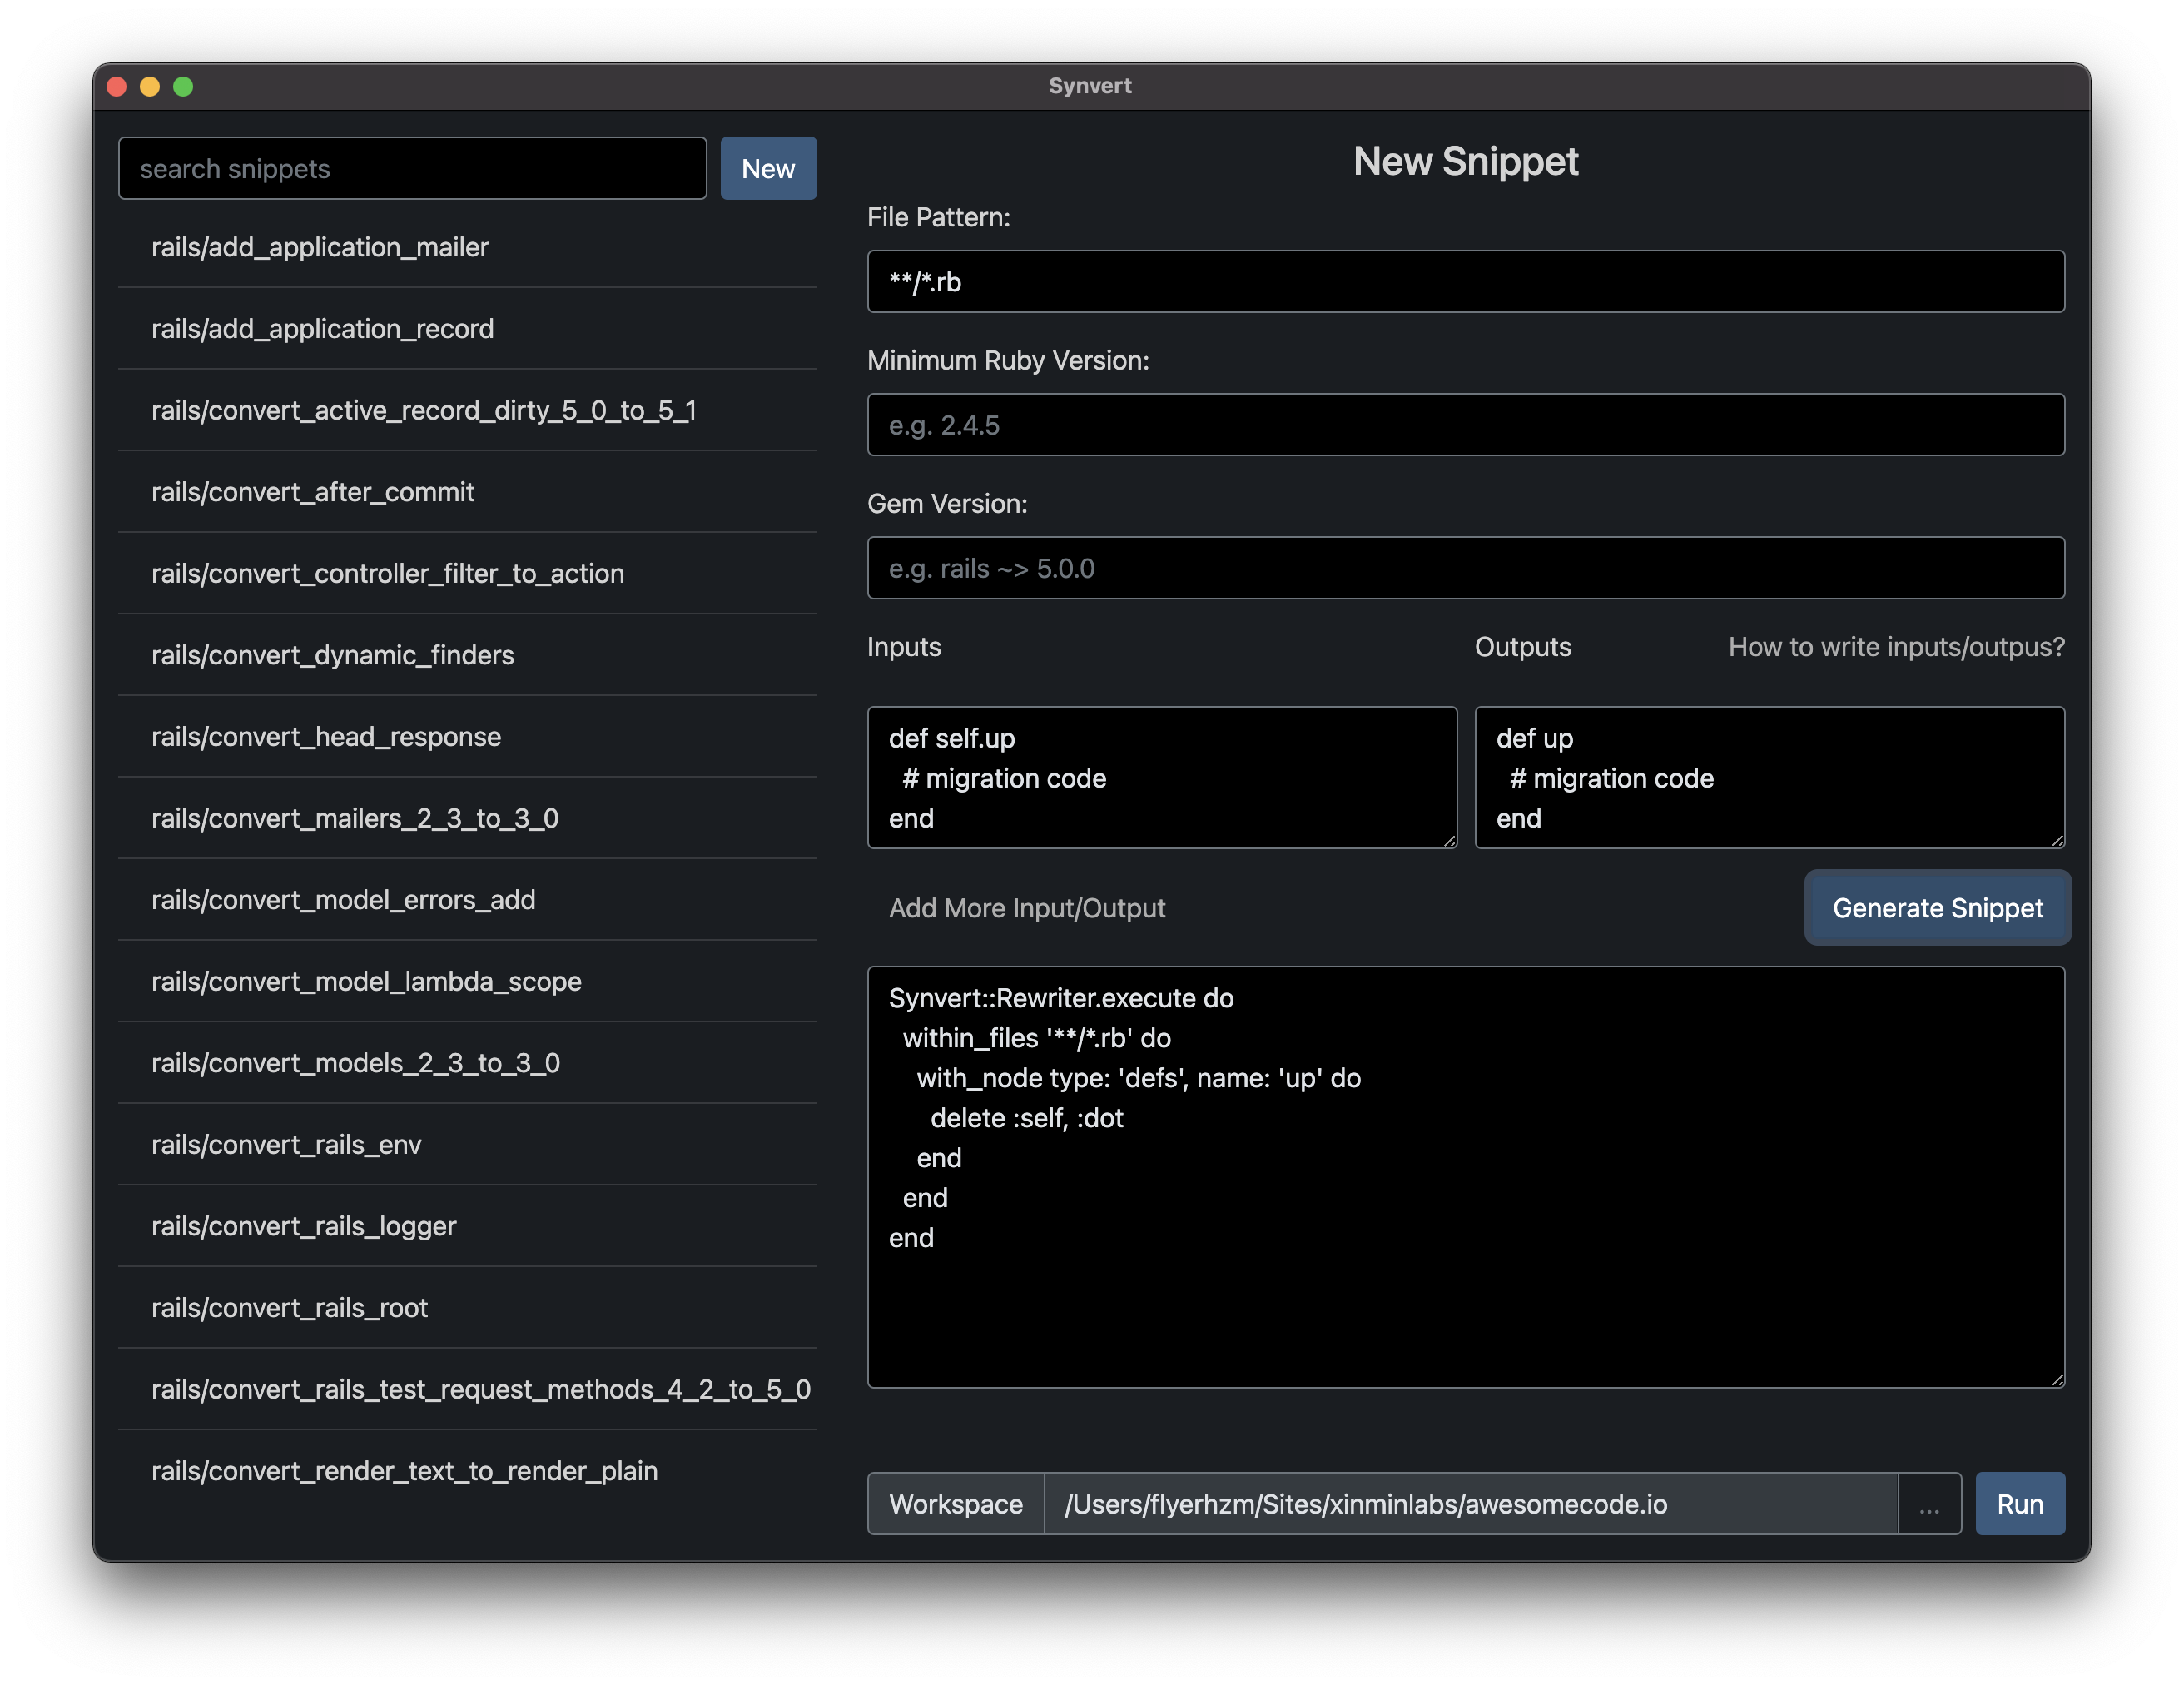 Synvert
search snippets
New
rails/add_application_mailer
rails/add_application_record
rails/convert_active_record_dirty_5_0_to_5_1
rails/convert_after_commit
rails/convert_controller_filter_to_action
rails/convert_dynamic_finders
rails/convert_head_response
rails/convert_mailers_2_3_to_3_0
rails/convert_model_errors_add
rails/convert_model_lambda_scope
rails/convert_models_2_3_to_3_0
rails/convert_rails_env
rails/convert_rails_logger
rails/convert_rails_root
rails/convert_rails_test_request_methods_4_2_to_5_0
rails/convert_render_text_to_render_plain
New Snippet
File Pattern:
**/*.rb
Minimum Ruby Version:
e.g. 2.4.5
Gem Version:
e.g. rails ~> 5.0.0
Inputs
Outputs
How to write inputs/outpus?
def self.up
  # migration code
end
def up
  # migration code
end
Add More Input/Output
Generate Snippet
Synvert::Rewriter.execute do
  within_files '**/*.rb' do
    with_node type: 'defs', name: 'up' do
      delete :self, :dot
    end
  end
end
Workspace
/Users/flyerhzm/Sites/xinminlabs/awesomecode.io
...
Run